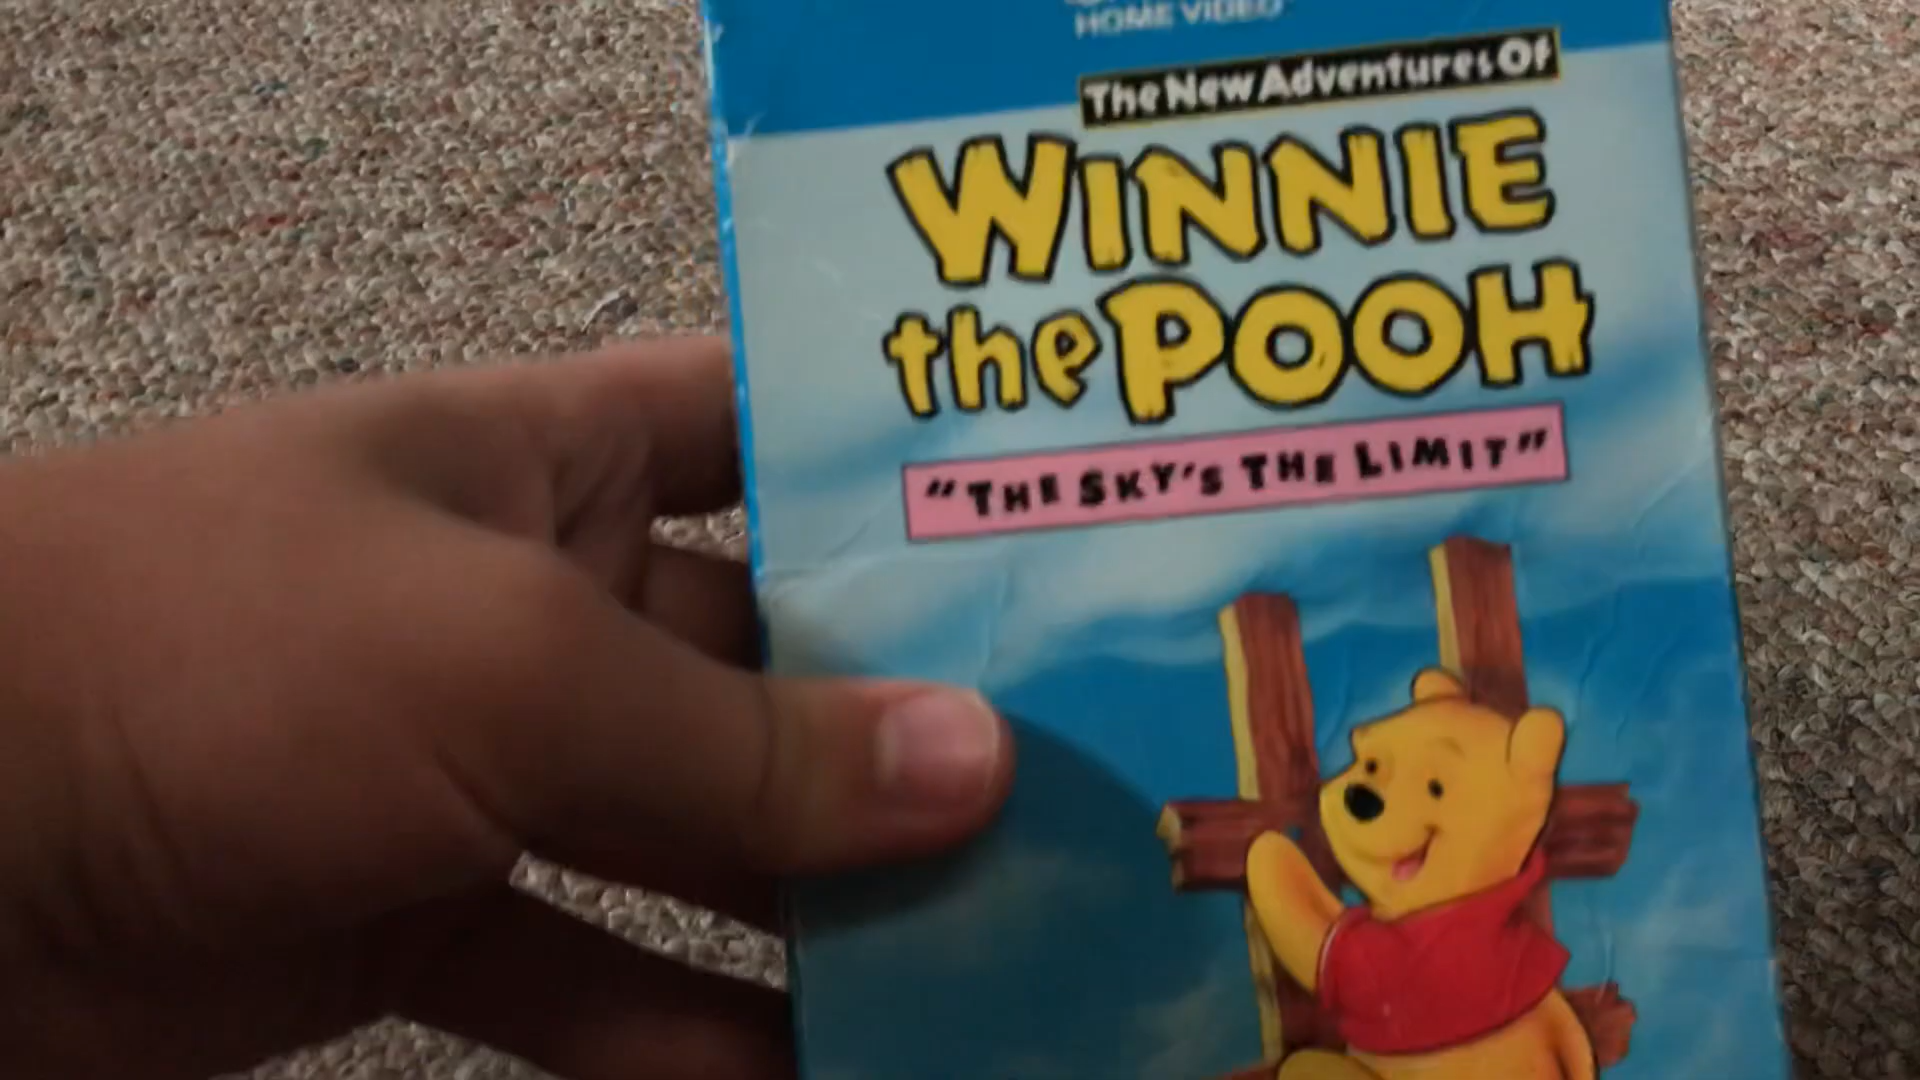 HOME VIDEO
The New Adventures Of
WINNIE
the POOH
"THE SKY'S THE LIMIT"